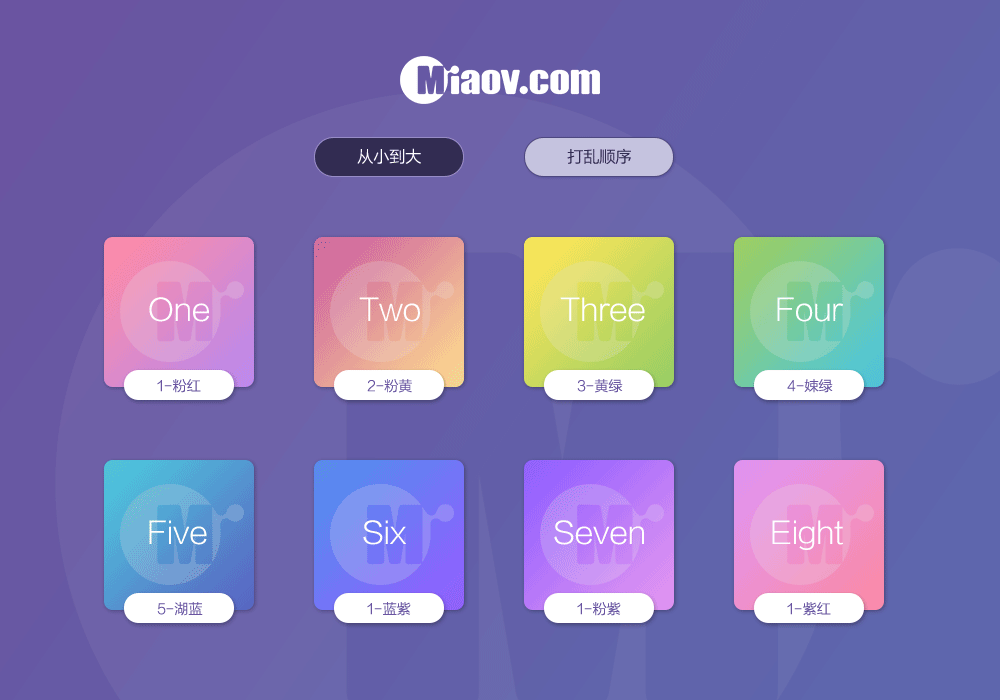 Miaov.com
从小到大
打乱顺序
One
Two
Three
Four
1-粉红
2-粉黄
3-黄绿
4-竦绿
Five
Six
Seven
Eight
5-湖蓝
1-蓝紫
1-粉紫
1-紫红